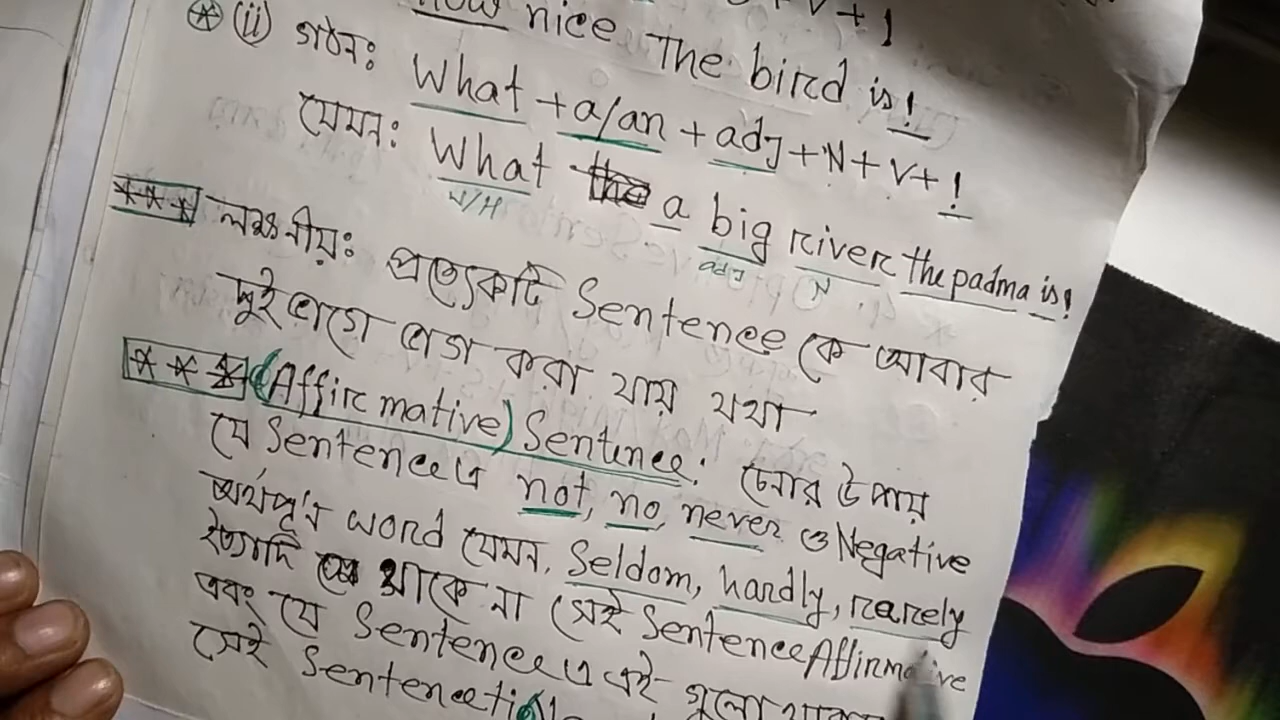 + V + !
How nice The bird is!
(ii) গঠন: What + a/an + adj + N + V + !
যেমন: What a big river the padma is!
W/H adj N
*** লক্ষনীয়: প্রত্যেকটি Sentence কে আবার
দুই ভাগে ভাগ করা যায় যথা
*** (Affirmative) Sentence: চেনার উপায়
যে Sentence এ not, no, never ও Negative
অর্থপূর্ন word যেমন, Seldom, hardly, rarely
ইত্যাদি থাকে না সেই Sentence Affirmative
এবং যে Sentence এ এই গুলো থাকে
সেই Sentence টি